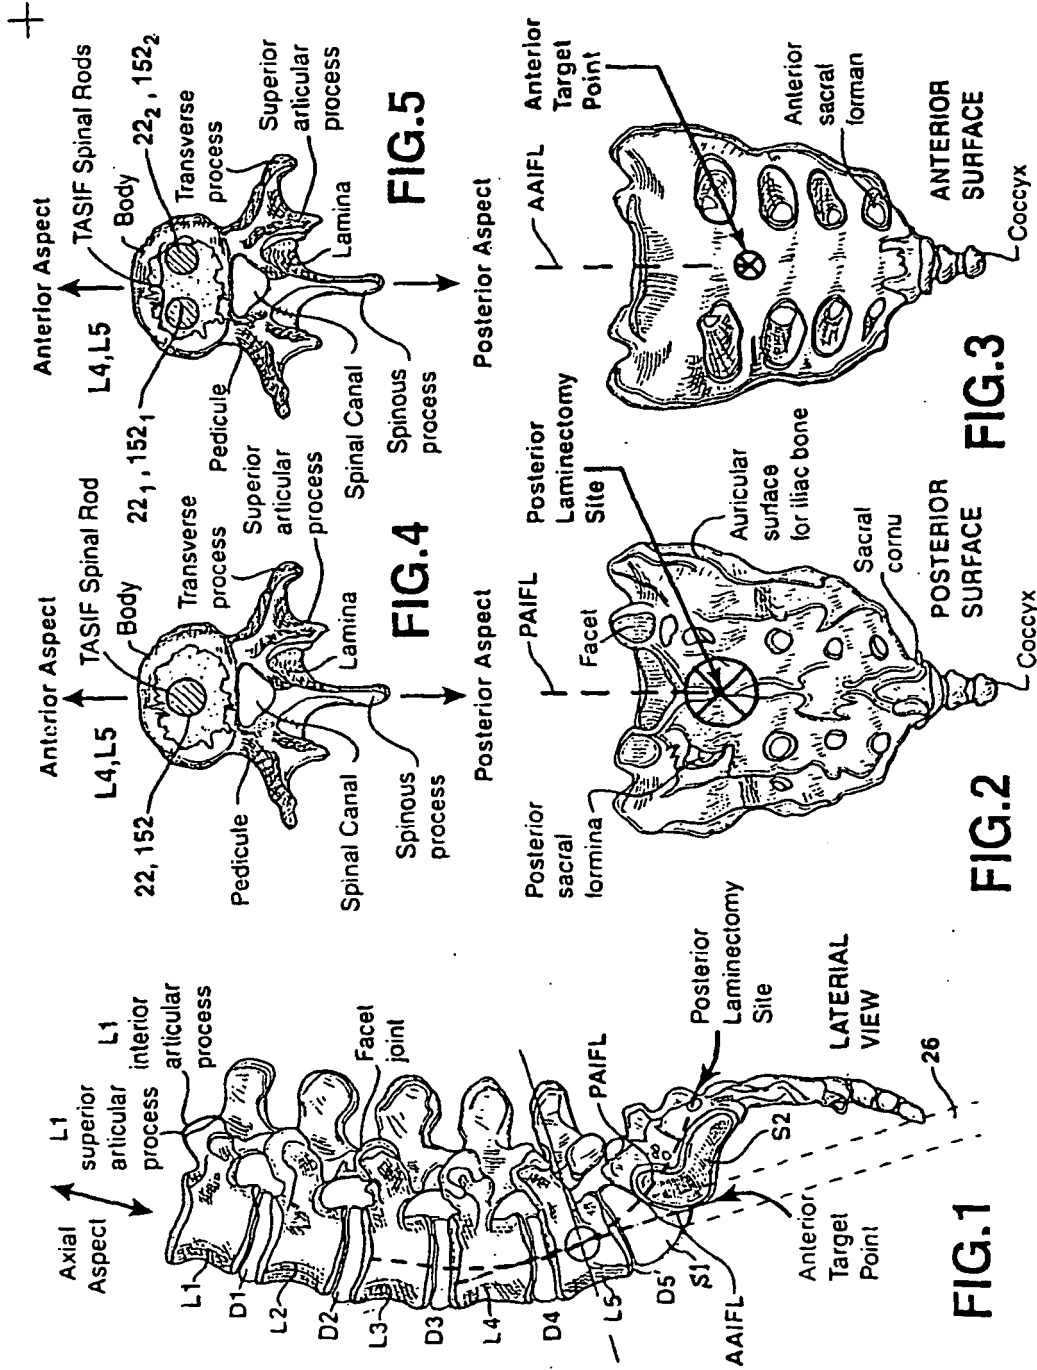 Axial
Aspect
L1
superior
articular
process
L1
interior
articular
process
L1
D1
L2
D2
L3
D3
L4
D4
L5
D5
S1
AAIFL
Facet
joint
PAIFL
Posterior
Laminectomy
Site
S2
Anterior
Target
Point
LATERIAL
VIEW
26
FIG.1
PAIFL
Posterior
Laminectomy
Site
Facet
Posterior
sacral
formina
Auricular
surface
for iliac bone
Sacral
cornu
POSTERIOR
SURFACE
Coccyx
FIG.2
AAIFL
Anterior
Target
Point
Anterior
sacral
forman
ANTERIOR
SURFACE
Coccyx
FIG.3
Anterior Aspect
L4,L5
TASIF Spinal Rod
Body
22, 152
Transverse
process
Superior
articular
process
Pedicule
Lamina
Spinal Canal
Spinous
process
Posterior Aspect
FIG.4
Anterior Aspect
L4,L5
TASIF Spinal Rods
Body
22₁, 152₁
22₂, 152₂
Transverse
process
Superior
articular
process
Pedicule
Lamina
Spinal Canal
Spinous
process
Posterior Aspect
FIG.5